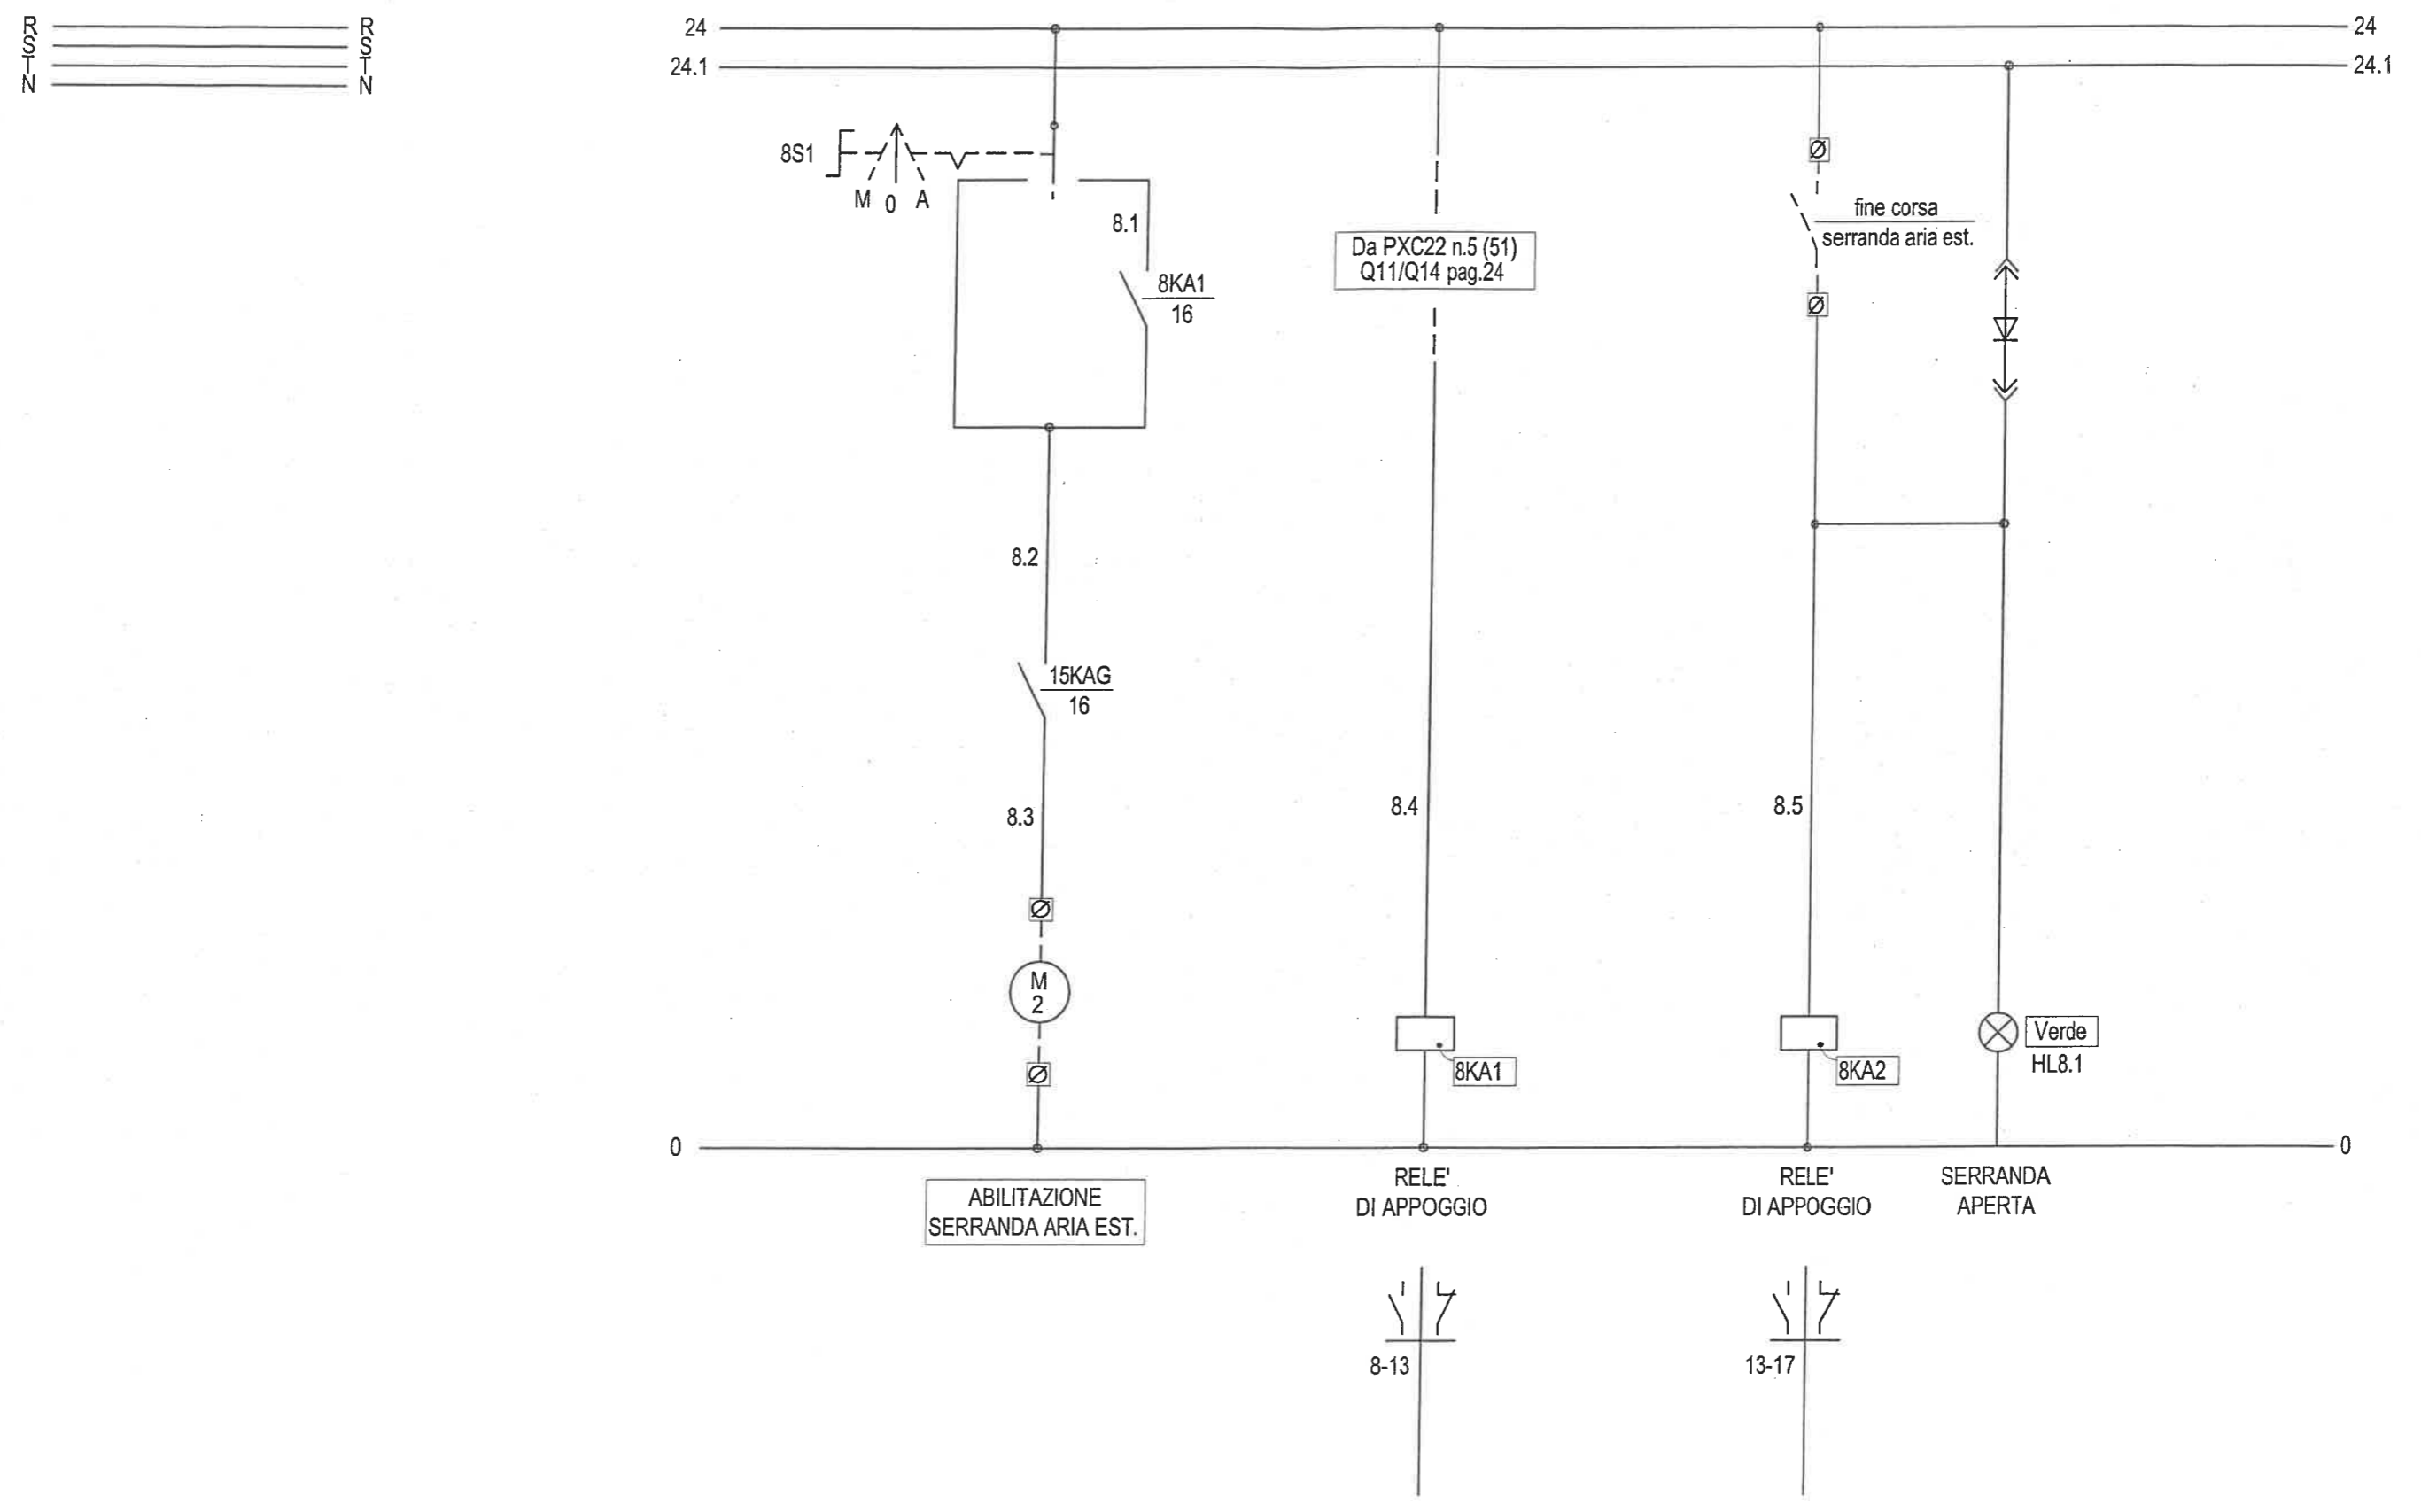 R R
S S
T T
N N
24 24
24.1 24.1
8S1
M 0 A
8.1
8KA1
16
Da PXC22 n.5 (51)
Q11/Q14 pag.24
fine corsa
serranda aria est.
8.2
15KAG
16
8.3
8.4
8.5
M
2
8KA1
8KA2
Verde
HL8.1
0 0
ABILITAZIONE
SERRANDA ARIA EST.
RELE'
DI APPOGGIO
RELE'
DI APPOGGIO
SERRANDA
APERTA
8-13
13-17